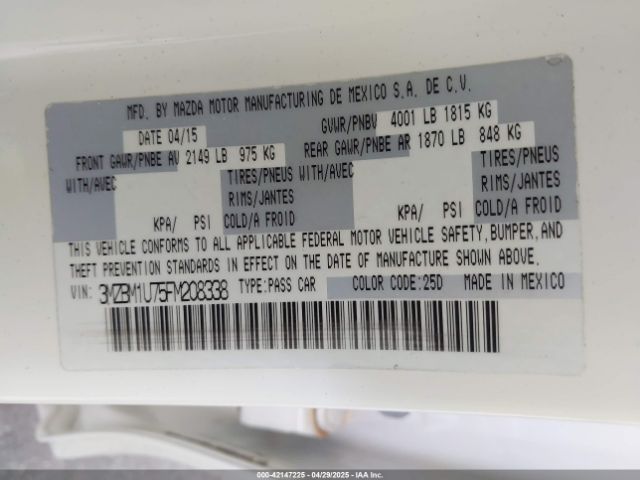 MFD. BY MAZDA MOTOR MANUFACTURING DE MEXICO S.A. DE C.V.
DATE 04/15 GVWR/PNBV 4001 LB 1815 KG
FRONT GAWR/PNBE AV 2149 LB 975 KG REAR GAWR/PNBE AR 1870 LB 848 KG
WITH/AVEC TIRES/PNEUS WITH/AVEC TIRES/PNEUS
RIMS/JANTES RIMS/JANTES
KPA/ PSI COLD/A FROID KPA/ PSI COLD/A FROID
THIS VEHICLE CONFORMS TO ALL APPLICABLE FEDERAL MOTOR VEHICLE SAFETY, BUMPER, AND
THEFT PREVENTION STANDARDS IN EFFECT ON THE DATE OF MANUFACTURE SHOWN ABOVE.
VIN: 3MZBM1U75FM208338 TYPE:PASS CAR COLOR CODE:25D MADE IN MEXICO
000-42147225 - 04/29/2025 - IAA Inc.